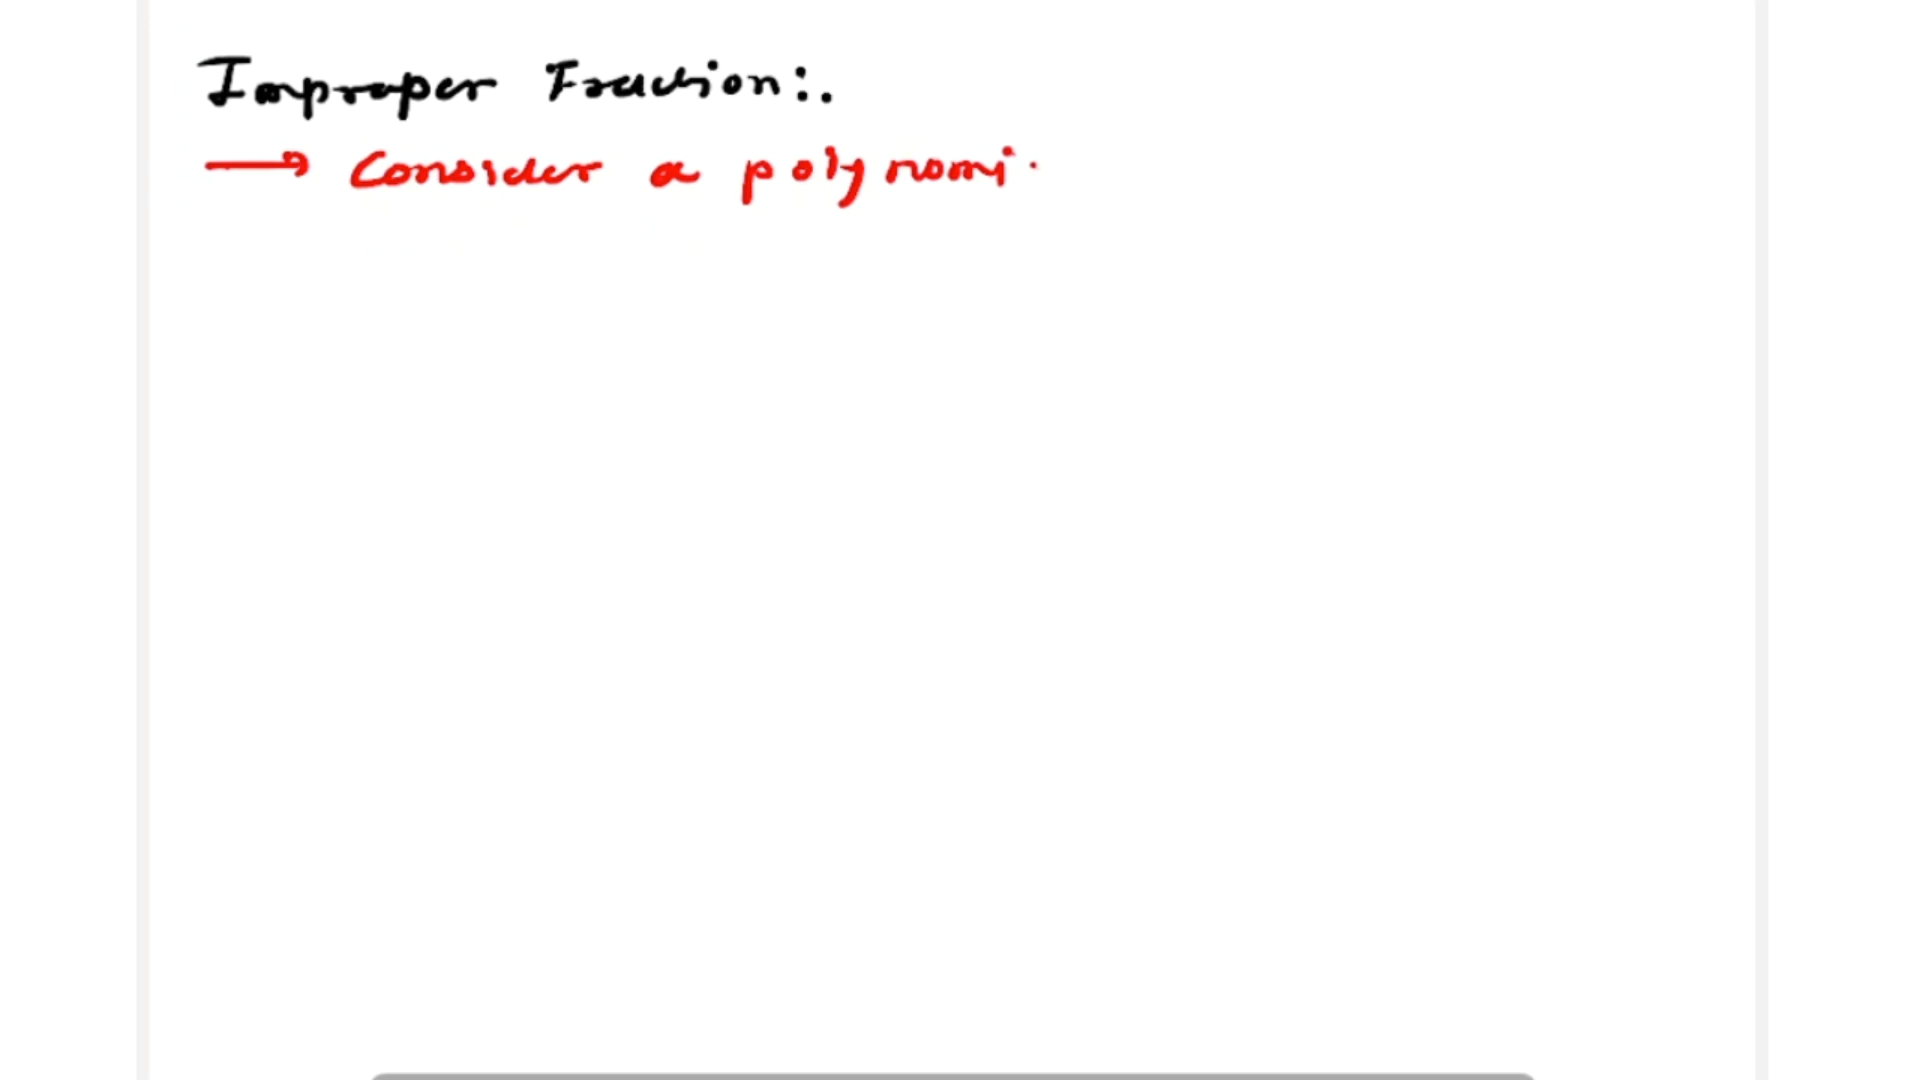 Improper Fraction:.
→ Consider a polynomi